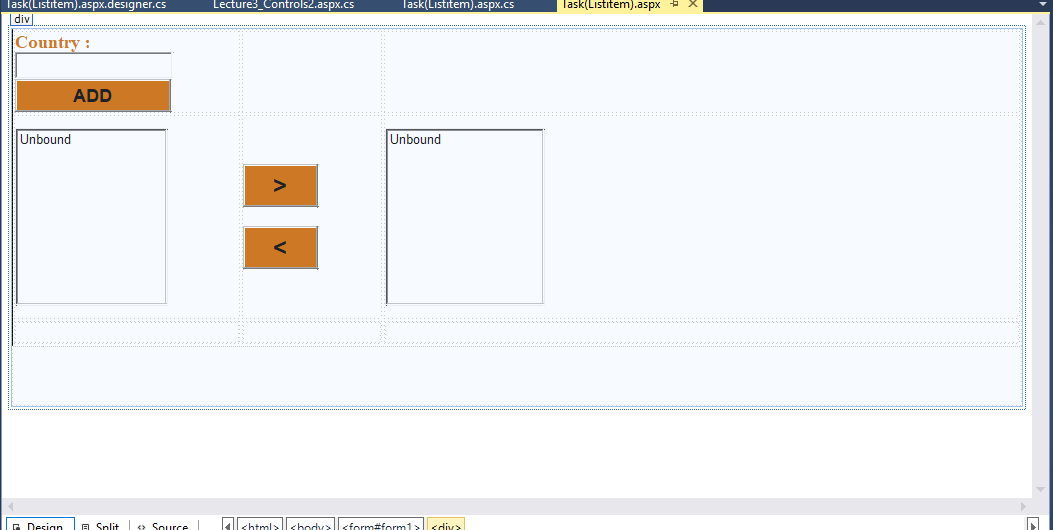 Task(Listitem).aspx.designer.cs Lecture3_Controls2.aspx.cs Task(Listitem).aspx.cs Task(Listitem).aspx
div
Country :
ADD
Unbound Unbound
>
<
Design Split Source <html> <body> <form#form1> <div>